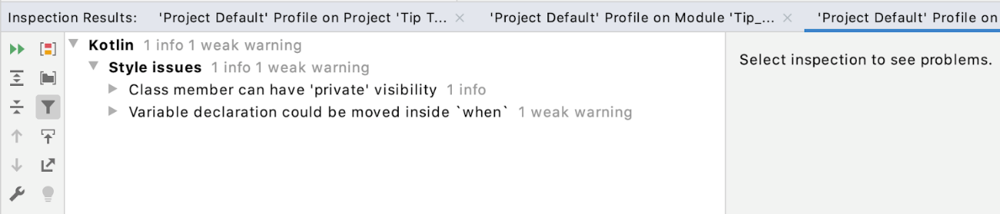 Inspection Results: 'Project Default' Profile on Project 'Tip T... 'Project Default' Profile on Module 'Tip_... 'Project Default' Profile on
Kotlin 1 info 1 weak warning
Style issues 1 info 1 weak warning
Class member can have 'private' visibility 1 info
Variable declaration could be moved inside `when` 1 weak warning
Select inspection to see problems.